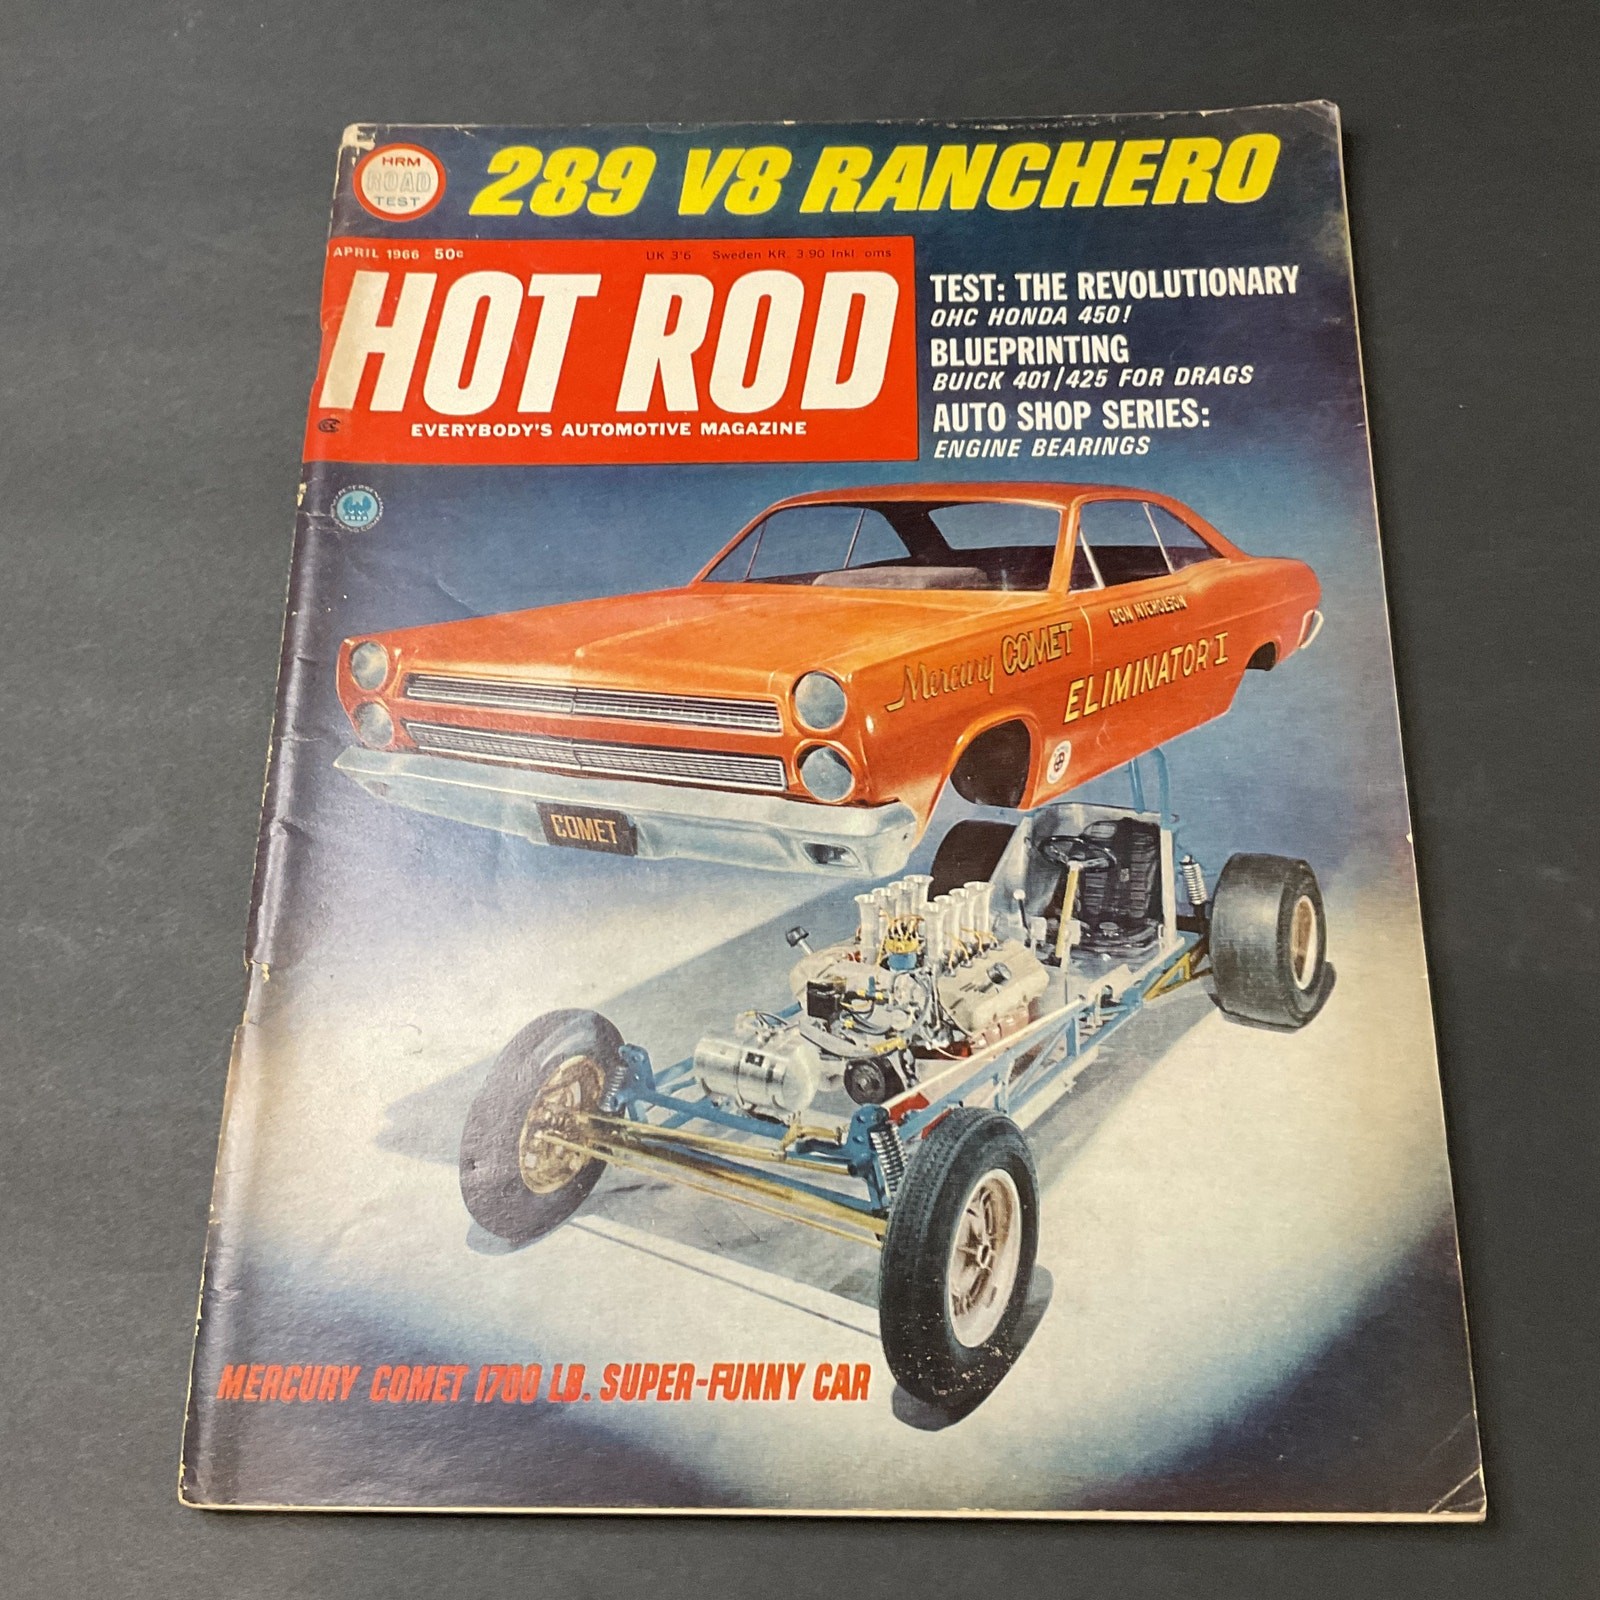 HRM
ROAD
TEST
289 V8 RANCHERO
APRIL 1966 50¢
UK 3'6 Sweden KR. 3.90 Inkl. oms
HOT ROD
EVERYBODY'S AUTOMOTIVE MAGAZINE
TEST: THE REVOLUTIONARY
OHC HONDA 450!
BLUEPRINTING
BUICK 401/425 FOR DRAGS
AUTO SHOP SERIES:
ENGINE BEARINGS
DON NICHOLSON
Mercury COMET
ELIMINATOR I
COMET
MERCURY COMET 1700 LB. SUPER-FUNNY CAR